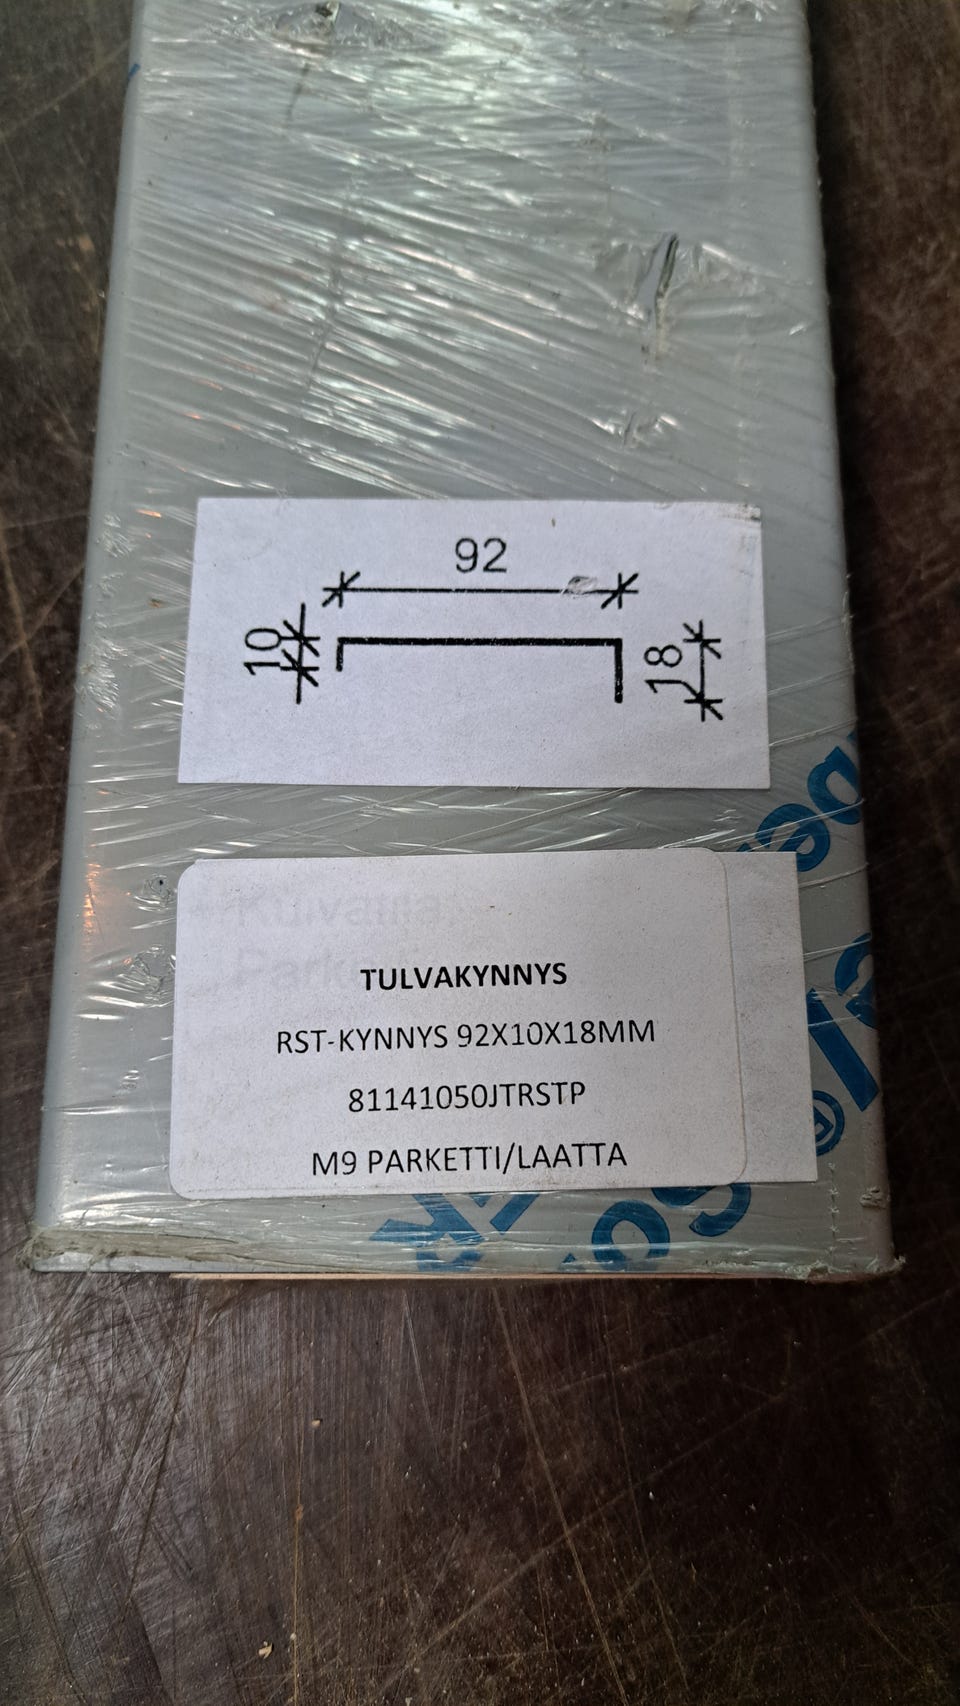 92
10
18
TULVAKYNNYS
RST-KYNNYS 92X10X18MM
81141050JTRSTP
M9 PARKETTI/LAATTA